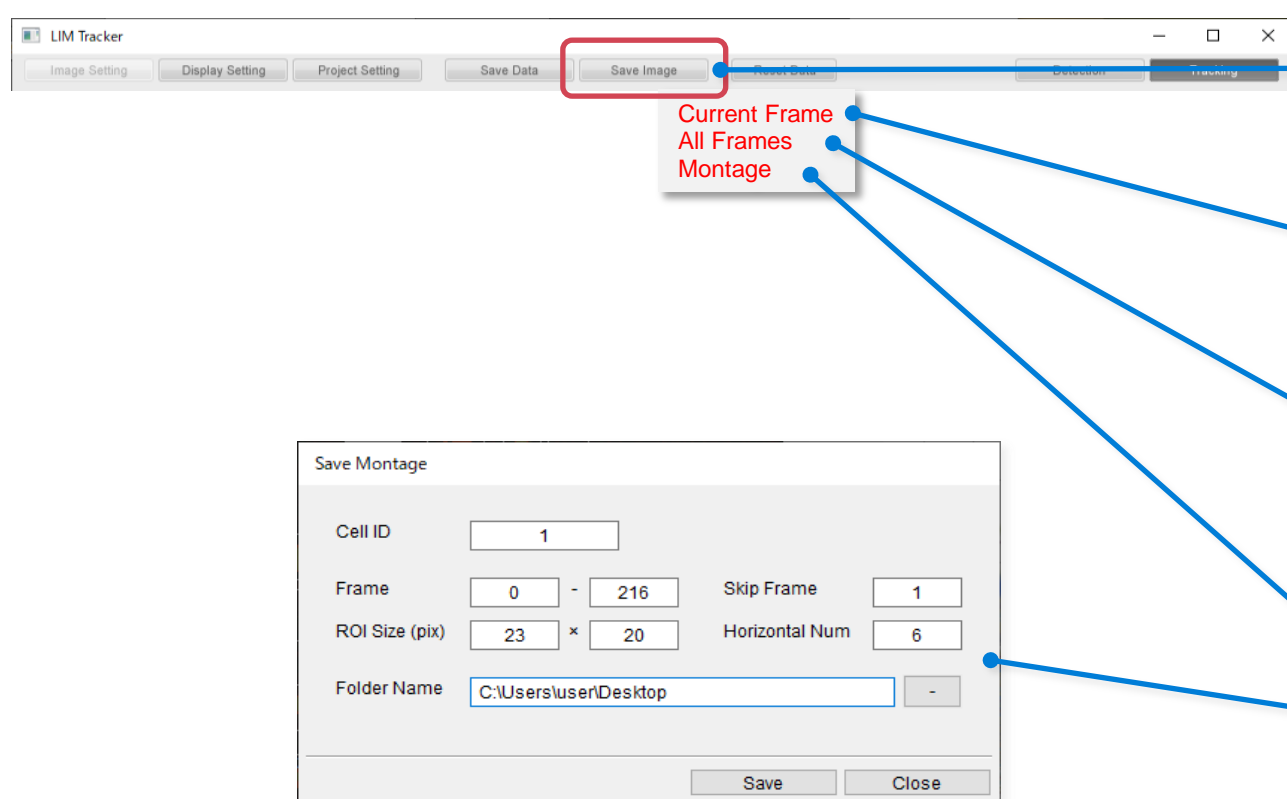 LIM Tracker
Image Setting Display Setting Project Setting Save Data Save Image Reset Data Detection Tracking
Current Frame
All Frames
Montage
Save Montage
Cell ID 1
Frame 0 - 216 Skip Frame 1
ROI Size (pix) 23 × 20 Horizontal Num 6
Folder Name C:\Users\user\Desktop -
Save Close